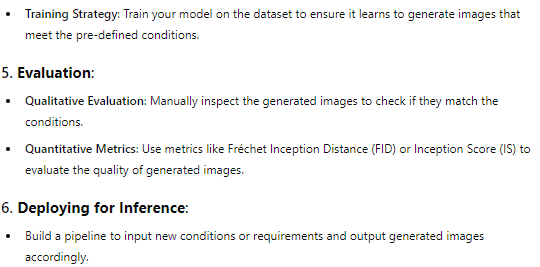 • Training Strategy: Train your model on the dataset to ensure it learns to generate images that
meet the pre-defined conditions.
5. Evaluation:
• Qualitative Evaluation: Manually inspect the generated images to check if they match the
conditions.
• Quantitative Metrics: Use metrics like Fréchet Inception Distance (FID) or Inception Score (IS) to
evaluate the quality of generated images.
6. Deploying for Inference:
• Build a pipeline to input new conditions or requirements and output generated images
accordingly.